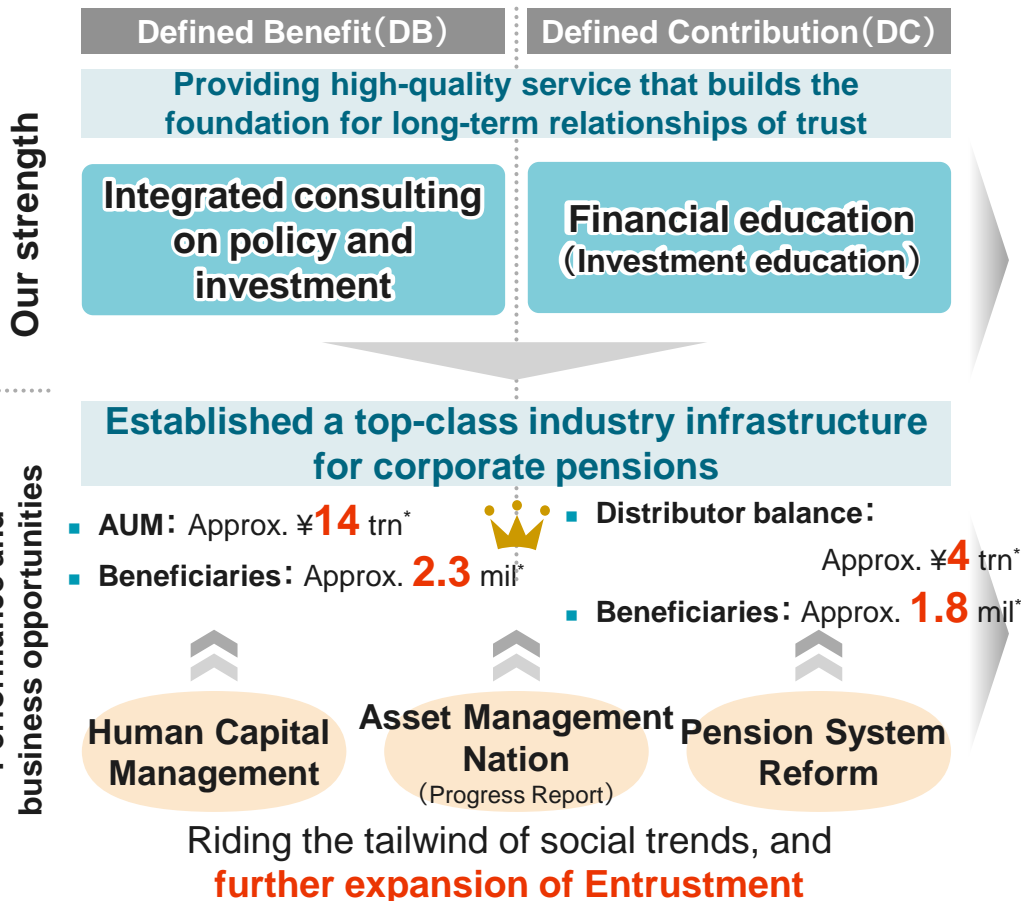 Defined Benefit（DB）
Defined Contribution（DC）
Our strength
Providing high-quality service that builds the
foundation for long-term relationships of trust
Integrated consulting
on policy and
investment
Financial education
（Investment education）
business opportunities
Established a top-class industry infrastructure
for corporate pensions
▪ AUM： Approx. ¥14 trn*
▪ Beneficiaries： Approx. 2.3 mil*
▪ Distributor balance：
Approx. ¥4 trn*
▪ Beneficiaries： Approx. 1.8 mil*
Human Capital
Management
Asset Management
Nation
（Progress Report）
Pension System
Reform
Riding the tailwind of social trends, and
further expansion of Entrustment